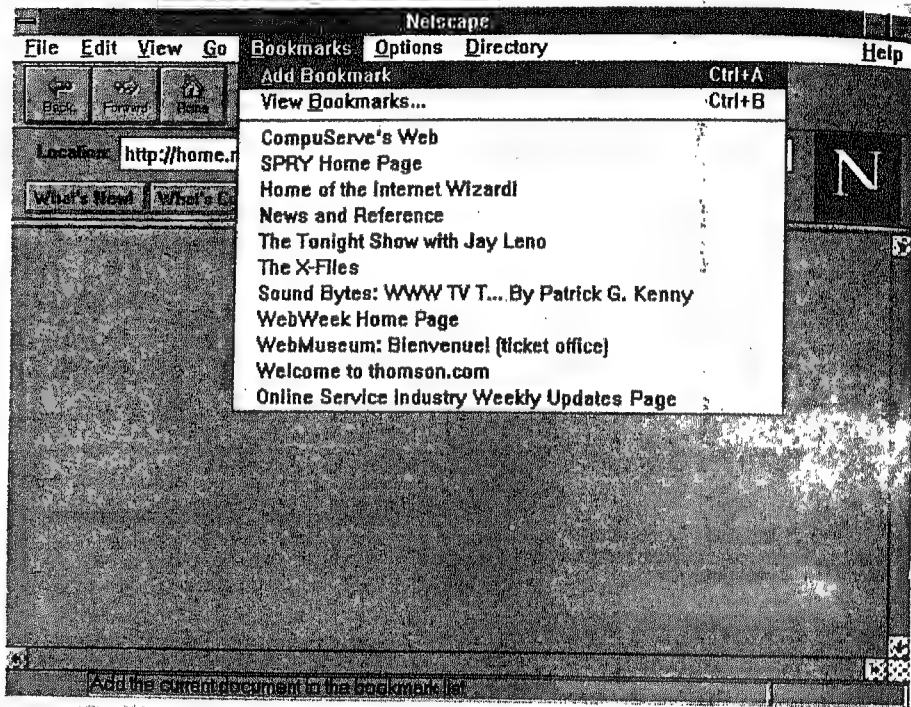 Netscape
File Edit View Go Bookmarks Options Directory Help
Back Forward Home
Add Bookmark Ctrl+A
View Bookmarks... Ctrl+B
Location: http://home.n
N
What's New! What's C
CompuServe's Web
SPRY Home Page
Home of the Internet Wizard!
News and Reference
The Tonight Show with Jay Leno
The X-Files
Sound Bytes: WWW TV T... By Patrick G. Kenny
WebWeek Home Page
WebMuseum: Bienvenue! (ticket office)
Welcome to thomson.com
Online Service Industry Weekly Updates Page
Add the current document to the bookmark list